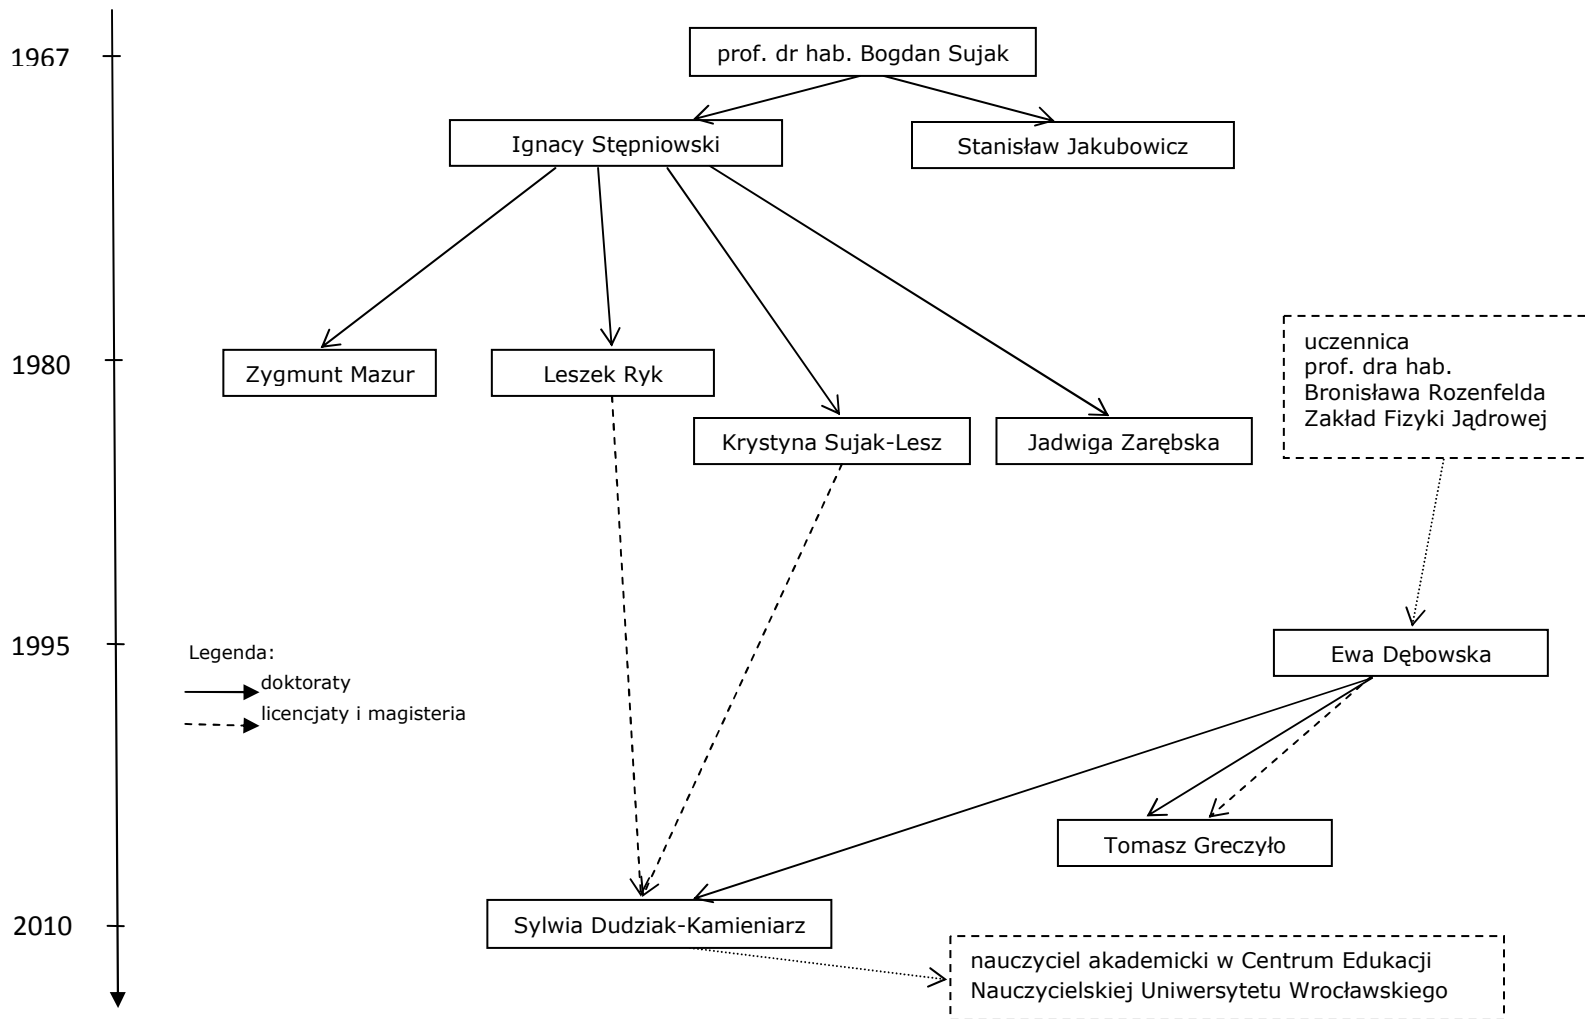 1967
prof. dr hab. Bogdan Sujak
Ignacy Stępniowski
Stanisław Jakubowicz
1980
Zygmunt Mazur
Leszek Ryk
Krystyna Sujak-Lesz
Jadwiga Zarębska
uczennica
prof. dra hab.
Bronisława Rozenfelda
Zakład Fizyki Jądrowej
1995
Ewa Dębowska
Legenda:
doktoraty
licencjaty i magisteria
Tomasz Greczyło
2010
Sylwia Dudziak-Kamieniarz
nauczyciel akademicki w Centrum Edukacji
Nauczycielskiej Uniwersytetu Wrocławskiego